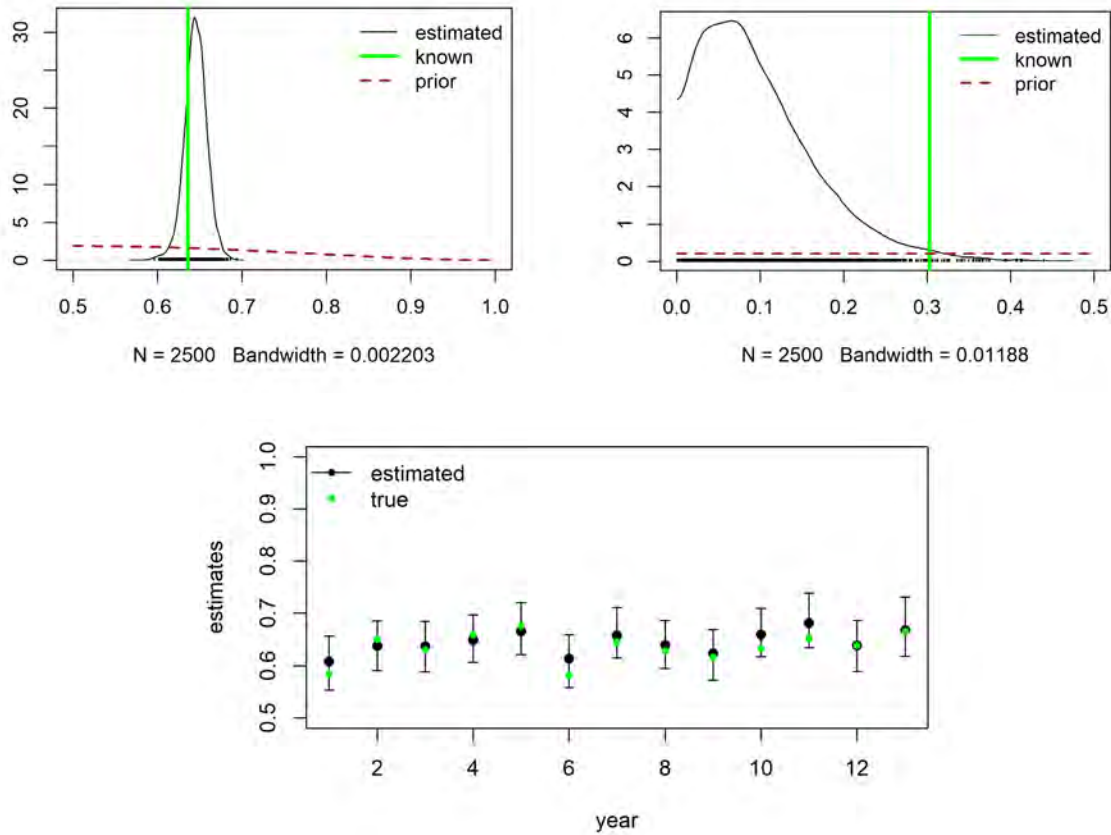 30
20
10
5
0
estimated
known
prior
0.5 0.6 0.7 0.8 0.9 1.0
N = 2500 Bandwidth = 0.002203
6
5
4
3
2
1
0
estimated
known
prior
0.0 0.1 0.2 0.3 0.4 0.5
N = 2500 Bandwidth = 0.01188
estimates
1.0
0.9
0.8
0.7
0.6
0.5
estimated
true
2 4 6 8 10 12
year